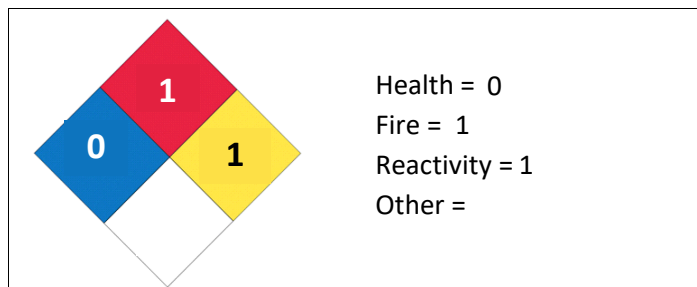 1
0
1
Health = 0
Fire = 1
Reactivity = 1
Other =